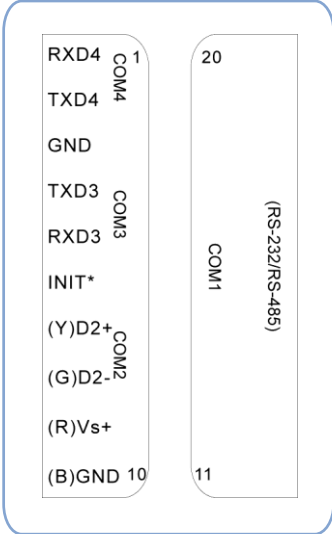 RXD4 1
COM4
TXD4
GND
TXD3
COM3
RXD3
INIT*
(Y)D2+
COM2
(G)D2-
(R)Vs+
(B)GND 10
20
COM1
(RS-232/RS-485)
11